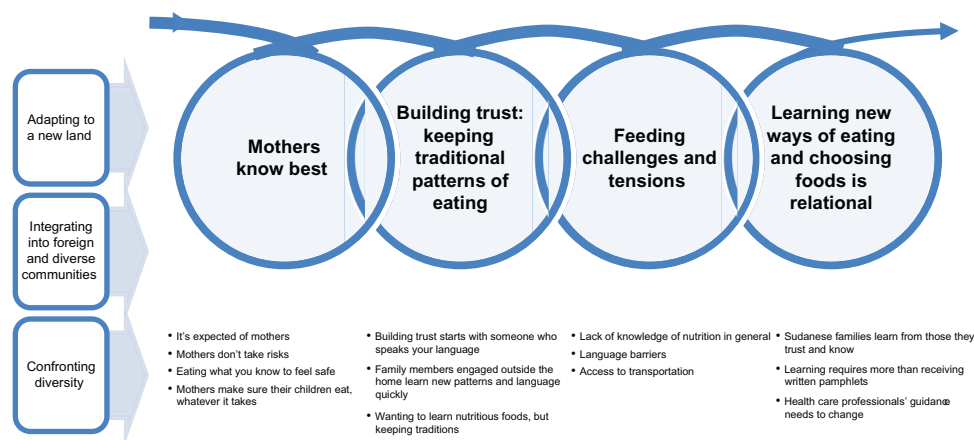 Adapting to
a new land
Integrating
into foreign
and diverse
communities
Confronting
diversity
Mothers
know best
Building trust:
keeping
traditional
patterns of
eating
Feeding
challenges and
tensions
Learning new
ways of eating
and choosing
foods is
relational
• It's expected of mothers
• Mothers don't take risks
• Eating what you know to feel safe
• Mothers make sure their children eat,
whatever it takes
• Building trust starts with someone who
speaks your language
• Family members engaged outside the
home learn new patterns and language
quickly
• Wanting to learn nutritious foods, but
keeping traditions
• Lack of knowledge of nutrition in general
• Language barriers
• Access to transportation
• Sudanese families learn from those they
trust and know
• Learning requires more than receiving
written pamphlets
• Health care professionals' guidance
needs to change